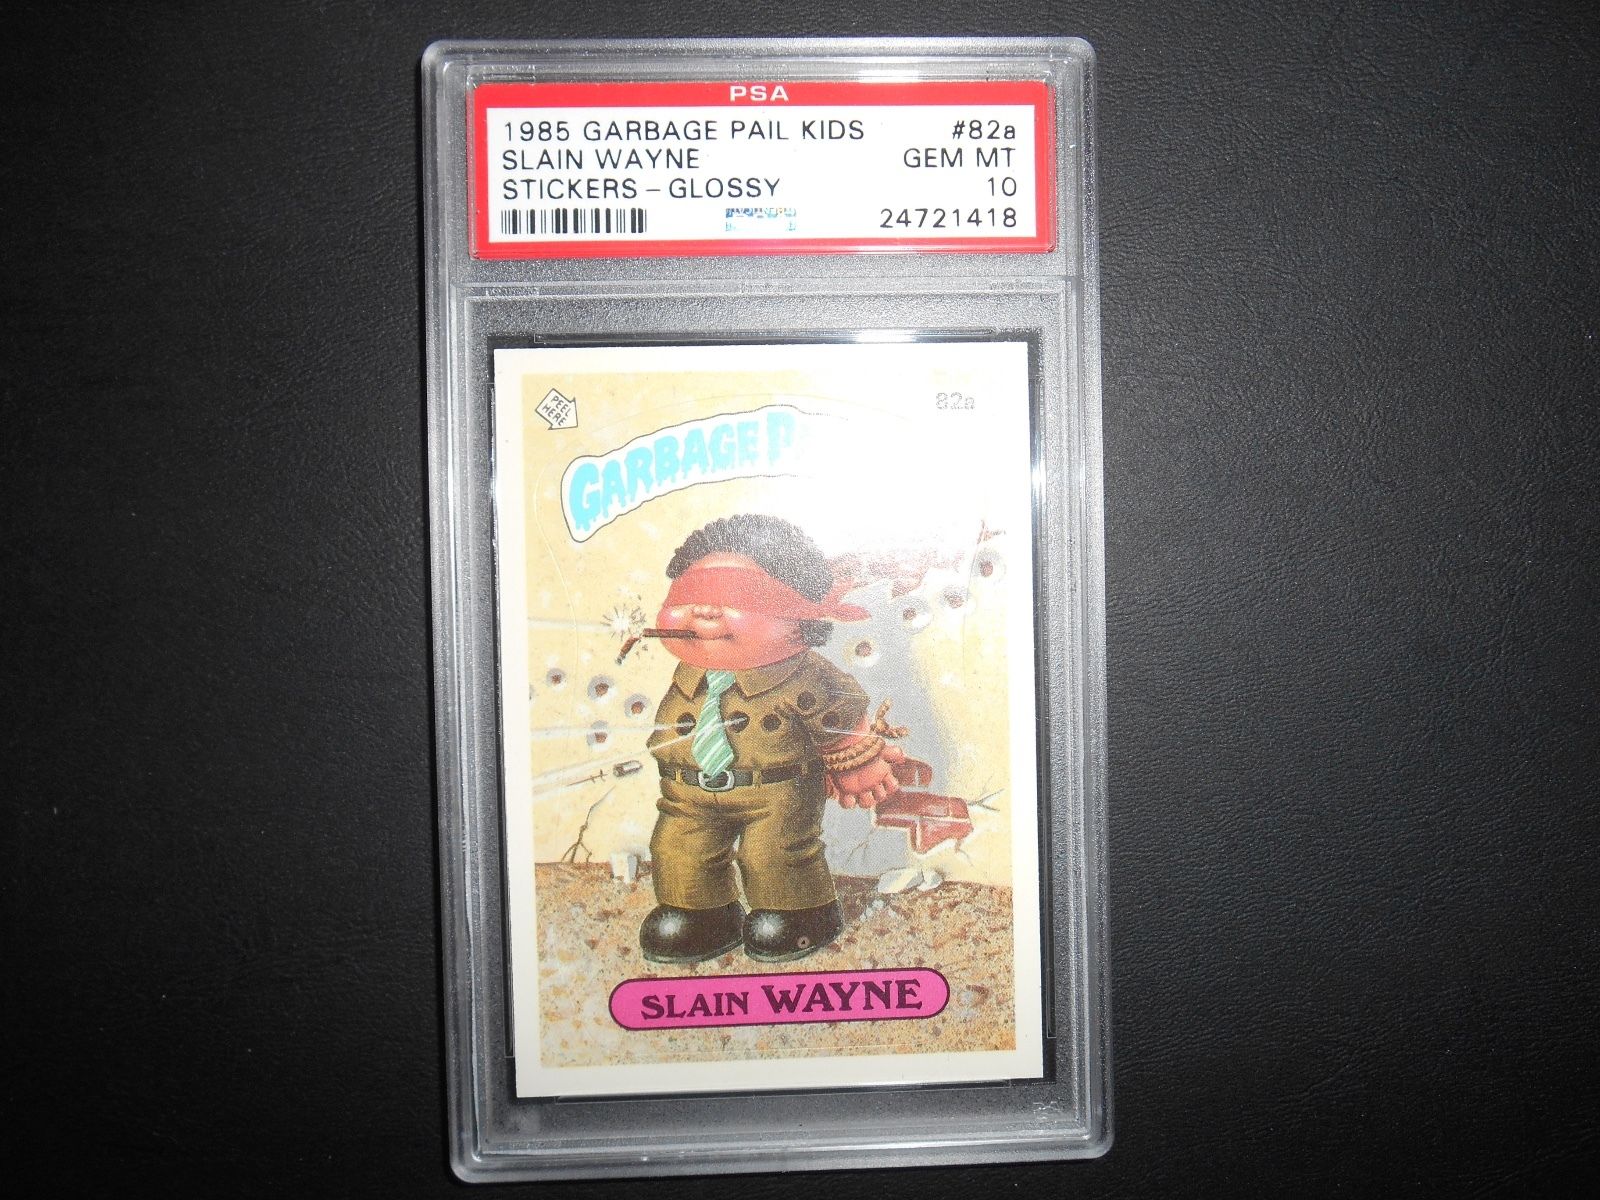 PSA
1985 GARBAGE PAIL KIDS #82a
SLAIN WAYNE GEM MT
STICKERS - GLOSSY 10
24721418
PEEL HERE
82a
GARBAGE P
SLAIN WAYNE